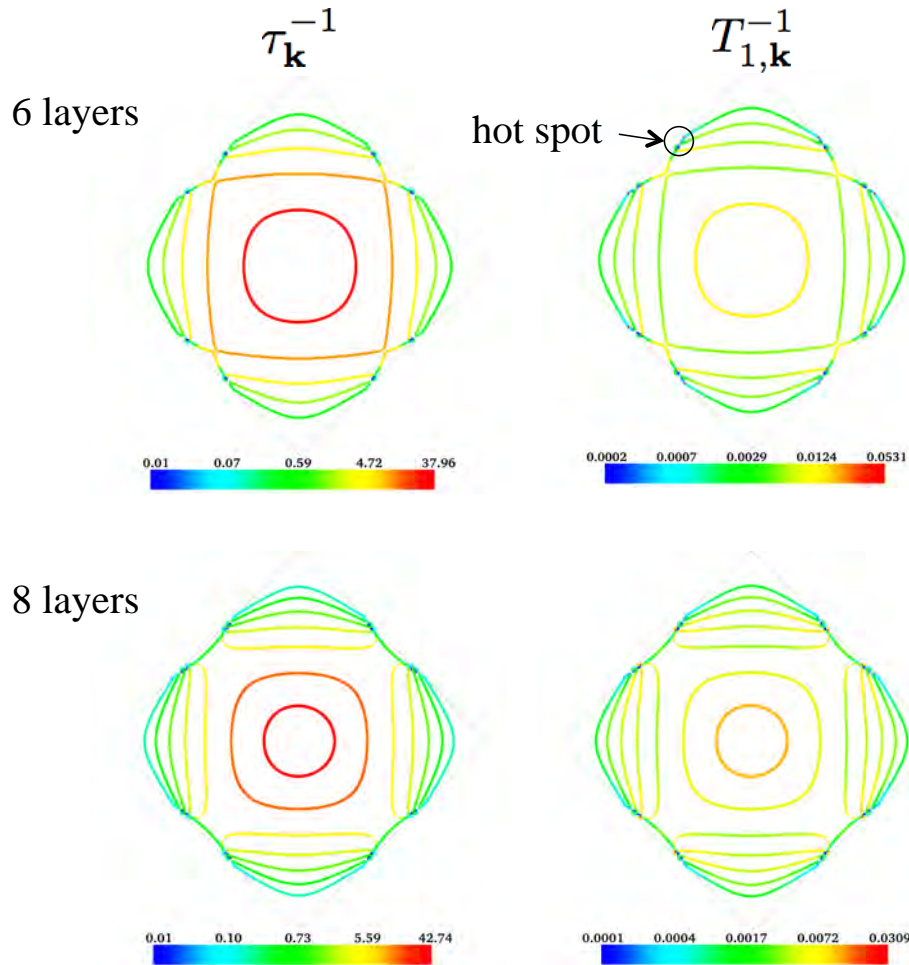 τ_𝐤^{-1}
T_{1,𝐤}^{-1}
6 layers
hot spot
0.01 0.07 0.59 4.72 37.96
0.0002 0.0007 0.0029 0.0124 0.0531
8 layers
0.01 0.10 0.73 5.59 42.74
0.0001 0.0004 0.0017 0.0072 0.0309